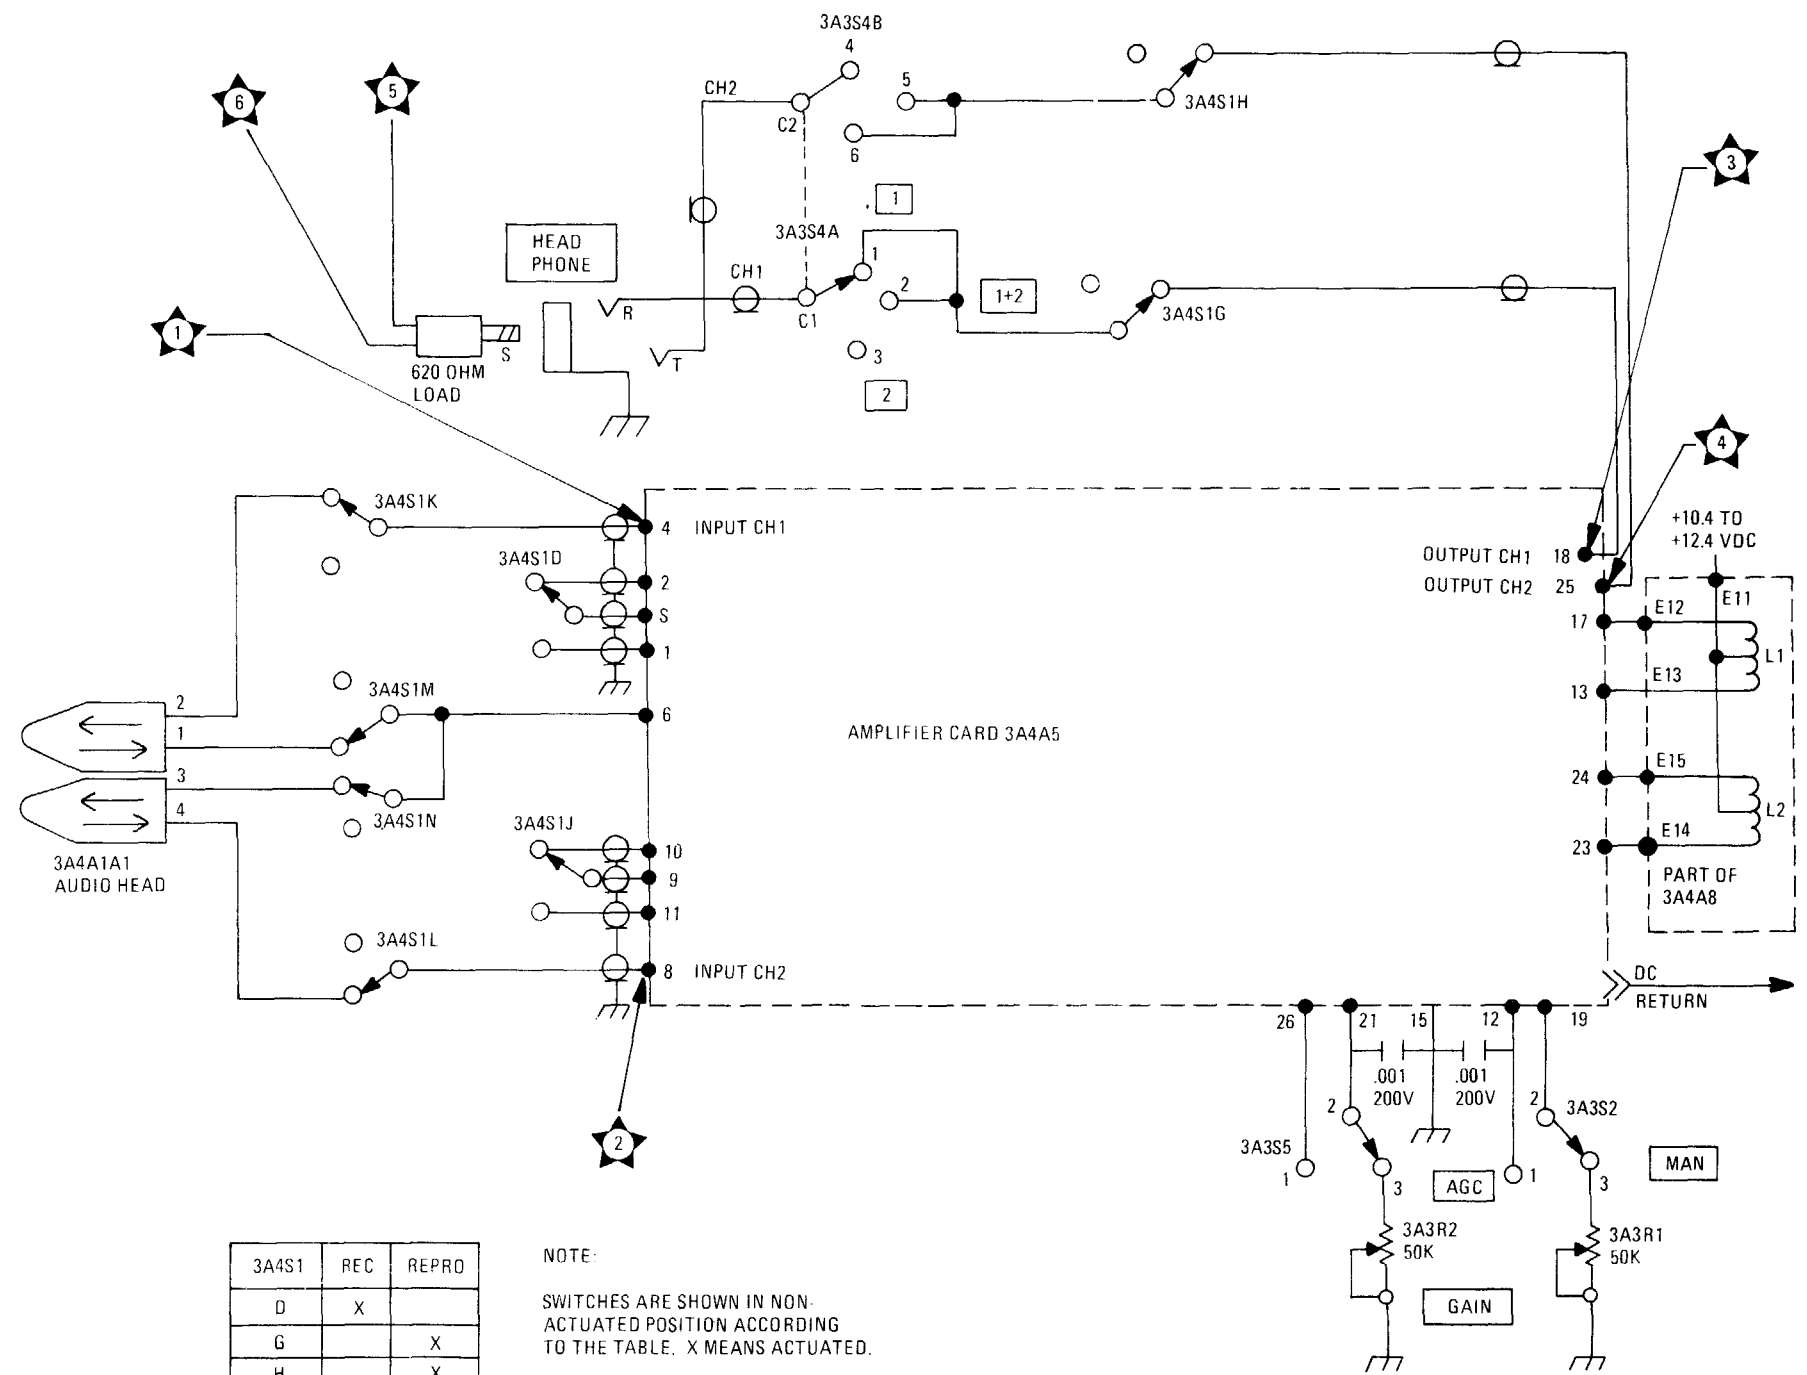 3A3S4B
4
6
5
CH2
5
C2
3A4S1H
6
3
1
3A3S4A
HEAD
PHONE
CH1
1
2
1+2
R
C1
3A4S1G
1
S
T
3
620 OHM
LOAD
2
4
3A4S1K
4 INPUT CH1
+10.4 TO
+12.4 VDC
3A4S1D
OUTPUT CH1 18
2
OUTPUT CH2 25
E11
E12
S
17
1
L1
E13
3A4S1M
13
2
6
1
AMPLIFIER CARD 3A4A5
3
E15
24
4
L2
3A4S1N
3A4S1J
E14
10
23
3A4A1A1
AUDIO HEAD
9
PART OF
3A4A8
11
3A4S1L
8 INPUT CH2
DC
RETURN
26 21 15 12 19
.001
200V
.001
200V
2
2
3A3S2
2
3A3S5
1
3
AGC
1
3
MAN
3A3R2
50K
3A3R1
50K
GAIN
3A4S1 REC REPRO
D X
G X
H X
NOTE:
SWITCHES ARE SHOWN IN NON-
ACTUATED POSITION ACCORDING
TO THE TABLE. X MEANS ACTUATED.